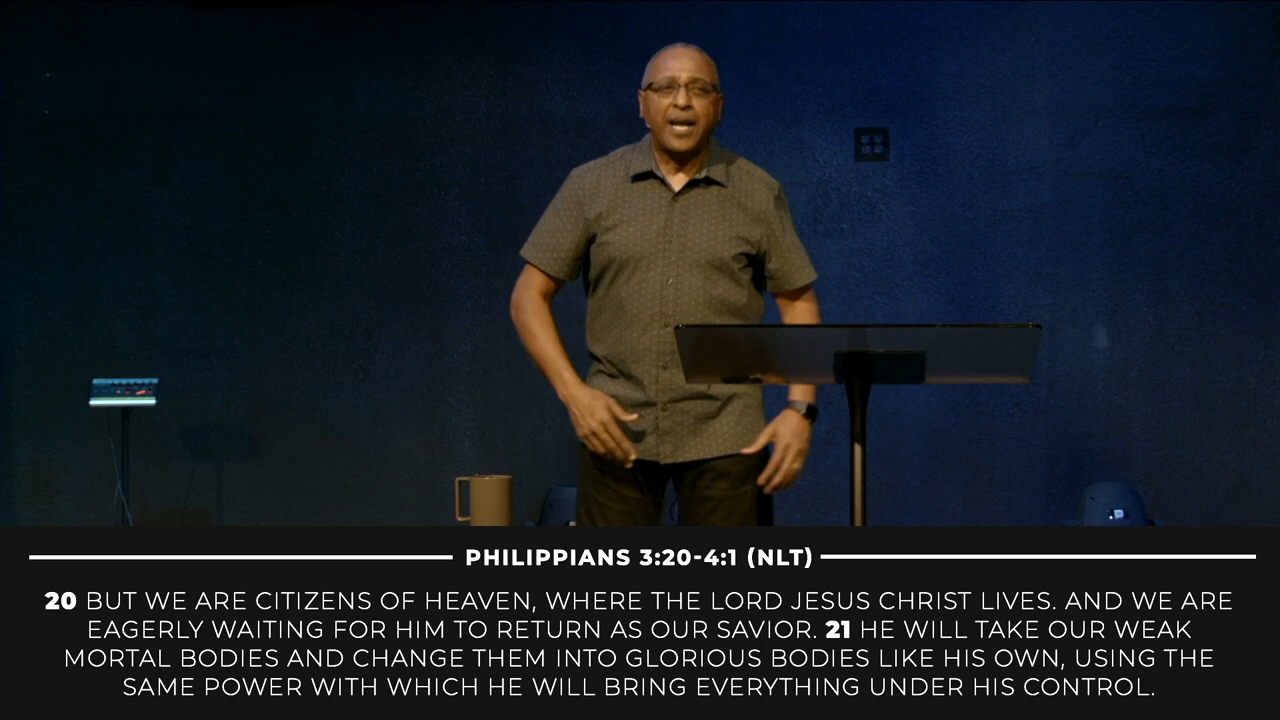 PHILIPPIANS 3:20-4:1 (NLT)
20 BUT WE ARE CITIZENS OF HEAVEN, WHERE THE LORD JESUS CHRIST LIVES. AND WE ARE
EAGERLY WAITING FOR HIM TO RETURN AS OUR SAVIOR. 21 HE WILL TAKE OUR WEAK
MORTAL BODIES AND CHANGE THEM INTO GLORIOUS BODIES LIKE HIS OWN, USING THE
SAME POWER WITH WHICH HE WILL BRING EVERYTHING UNDER HIS CONTROL.